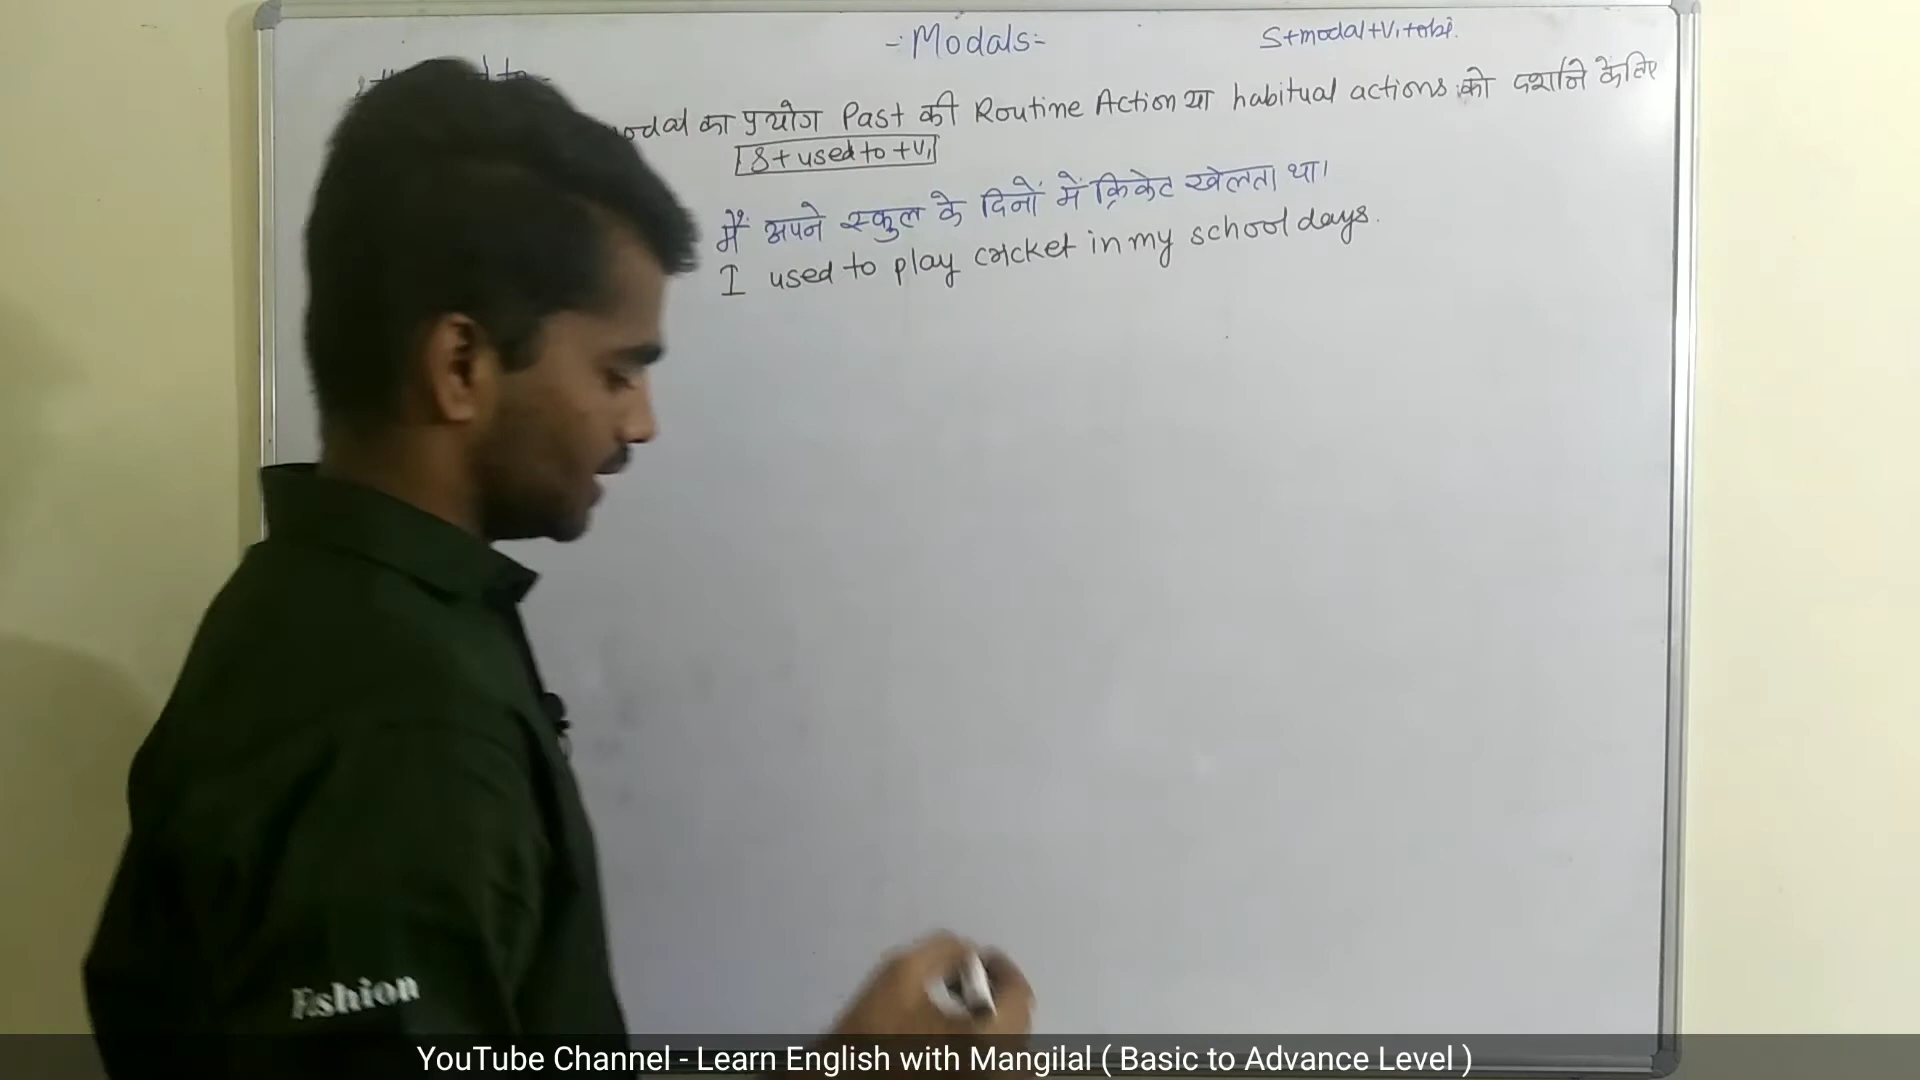 -: Modals:-
S+modal+V₁+obj.
modal का प्रयोग Past की Routine Action या habitual actions को दर्शाने के लिए
S+ used to +V₁
मैं अपने स्कुल के दिनों में क्रिकेट खेलता था।
I used to play cricket in my school days.
Fashion
YouTube Channel - Learn English with Mangilal ( Basic to Advance Level )